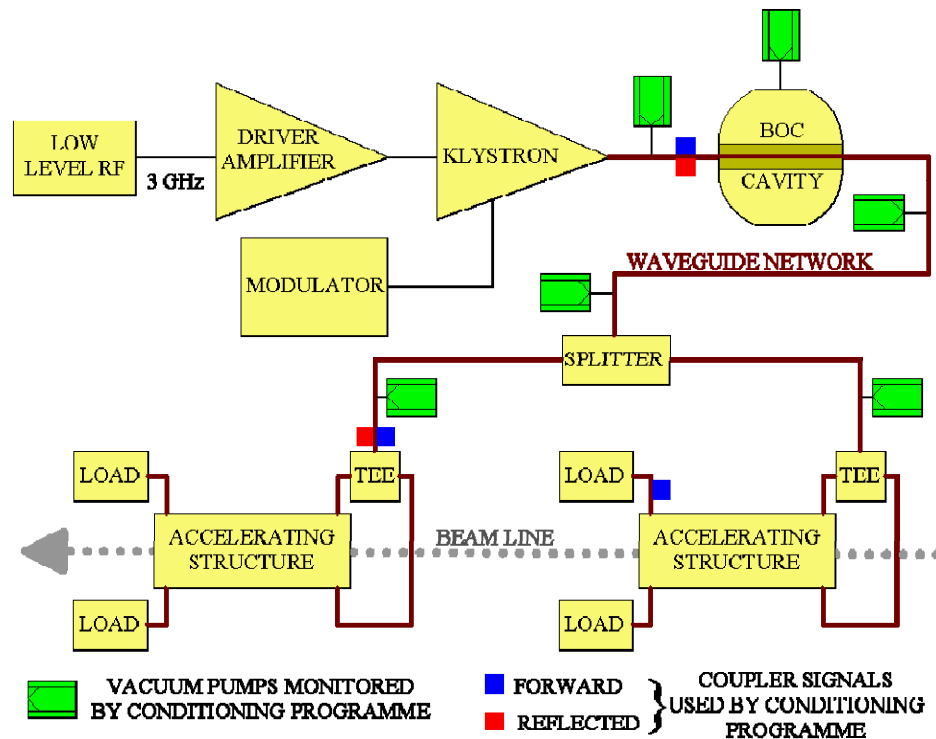 LOW
LEVEL RF
3 GHz
DRIVER
AMPLIFIER
KLYSTRON
BOC
CAVITY
MODULATOR
WAVEGUIDE NETWORK
SPLITTER
LOAD
TEE
LOAD
TEE
ACCELERATING
STRUCTURE
BEAM LINE
ACCELERATING
STRUCTURE
LOAD
LOAD
VACUUM PUMPS MONITORED
BY CONDITIONING PROGRAMME
FORWARD
REFLECTED
COUPLER SIGNALS
USED BY CONDITIONING
PROGRAMME